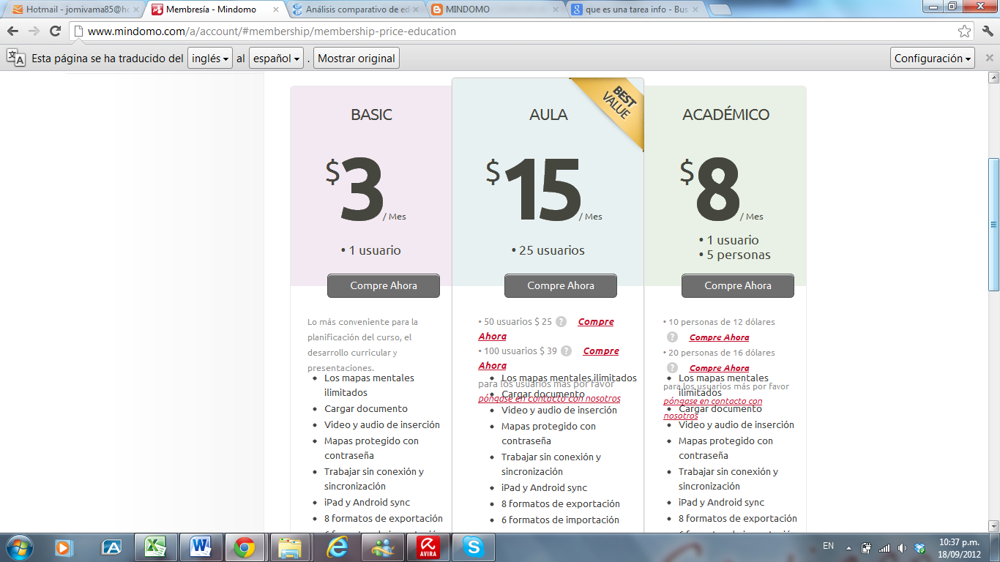 Hotmail - jomivama85@ho
Membresía - Mindomo
Análisis comparativo de ed
MINDOMO
que es una tarea info - Bus
www.mindomo.com/a/account/#membership/membership-price-education
Esta página se ha traducido del inglés al español . Mostrar original Configuración
BASIC
$3 / Mes
• 1 usuario
Compre Ahora
Lo más conveniente para la
planificación del curso, el
desarrollo curricular y
presentaciones.
• Los mapas mentales
ilimitados
• Cargar documento
• Video y audio de inserción
• Mapas protegido con
contraseña
• Trabajar sin conexión y
sincronización
• iPad y Android sync
• 8 formatos de exportación
BEST
VALUE
AULA
$15 / Mes
• 25 usuarios
Compre Ahora
• 50 usuarios $ 25 ? Compre
Ahora
• 100 usuarios $ 39 ? Compre
Ahora
para los usuarios más por favor
póngase en contacto con nosotros
• Los mapas mentales ilimitados
• Cargar documento
• Video y audio de inserción
• Mapas protegido con
contraseña
• Trabajar sin conexión y
sincronización
• iPad y Android sync
• 8 formatos de exportación
• 6 formatos de importación
ACADÉMICO
$8 / Mes
• 1 usuario
• 5 personas
Compre Ahora
• 10 personas de 12 dólares
? Compre Ahora
• 20 personas de 16 dólares
? Compre Ahora
para los usuarios más por favor
póngase en contacto con
nosotros
• Los mapas mentales
ilimitados
• Cargar documento
• Video y audio de inserción
• Mapas protegido con
contraseña
• Trabajar sin conexión y
sincronización
• iPad y Android sync
• 8 formatos de exportación
AVIRA
EN
10:37 p.m.
18/09/2012